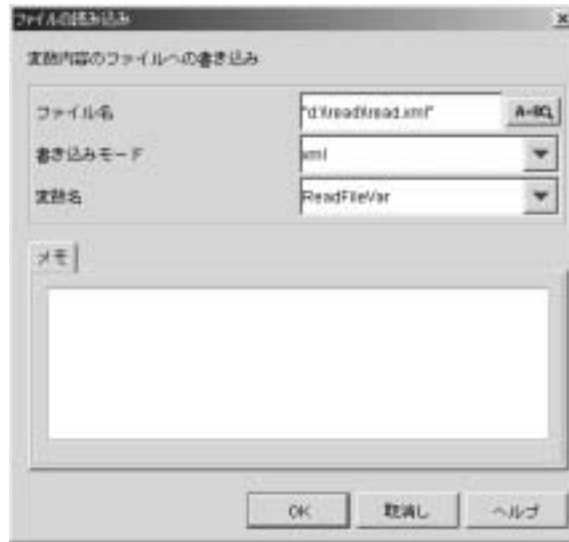 ファイルの読み込み
変数内容のファイルへの書き込み
ファイル名 "d:\\read\\read.xml"
書き込みモード xml
変数名 ReadFileVar
メモ
OK 取消し ヘルプ